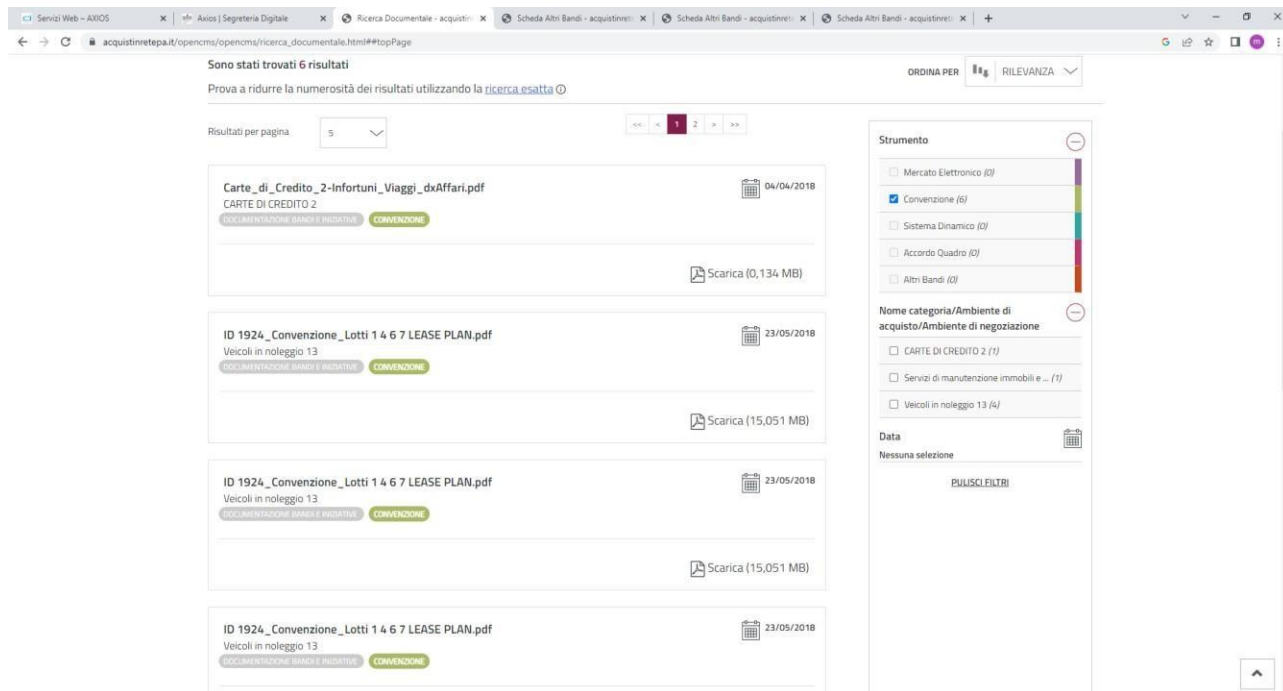 Servizi Web – AXIOS
Axios | Segreteria Digitale
Ricerca Documentale - acquistin
Scheda Altri Bandi - acquistinret
Scheda Altri Bandi - acquistinret
Scheda Altri Bandi - acquistinret
acquistinretepa.it/opencms/opencms/ricerca_documentale.html##topPage
Sono stati trovati 6 risultati
ORDINA PER RILEVANZA
Prova a ridurre la numerosità dei risultati utilizzando la ricerca esatta
Risultati per pagina 5
<< < 1 2 > >>
Carte_di_Credito_2-Infortuni_Viaggi_dxAffari.pdf
04/04/2018
CARTE DI CREDITO 2
DOCUMENTAZIONE BANDI E INIZIATIVE CONVENZIONE
Scarica (0,134 MB)
ID 1924_Convenzione_Lotti 1 4 6 7 LEASE PLAN.pdf
23/05/2018
Veicoli in noleggio 13
DOCUMENTAZIONE BANDI E INIZIATIVE CONVENZIONE
Scarica (15,051 MB)
ID 1924_Convenzione_Lotti 1 4 6 7 LEASE PLAN.pdf
23/05/2018
Veicoli in noleggio 13
DOCUMENTAZIONE BANDI E INIZIATIVE CONVENZIONE
Scarica (15,051 MB)
ID 1924_Convenzione_Lotti 1 4 6 7 LEASE PLAN.pdf
23/05/2018
Veicoli in noleggio 13
DOCUMENTAZIONE BANDI E INIZIATIVE CONVENZIONE
Strumento
Mercato Elettronico (0)
Convenzione (6)
Sistema Dinamico (0)
Accordo Quadro (0)
Altri Bandi (0)
Nome categoria/Ambiente di
acquisto/Ambiente di negoziazione
CARTE DI CREDITO 2 (1)
Servizi di manutenzione immobili e ... (1)
Veicoli in noleggio 13 (4)
Data
Nessuna selezione
PULISCI FILTRI